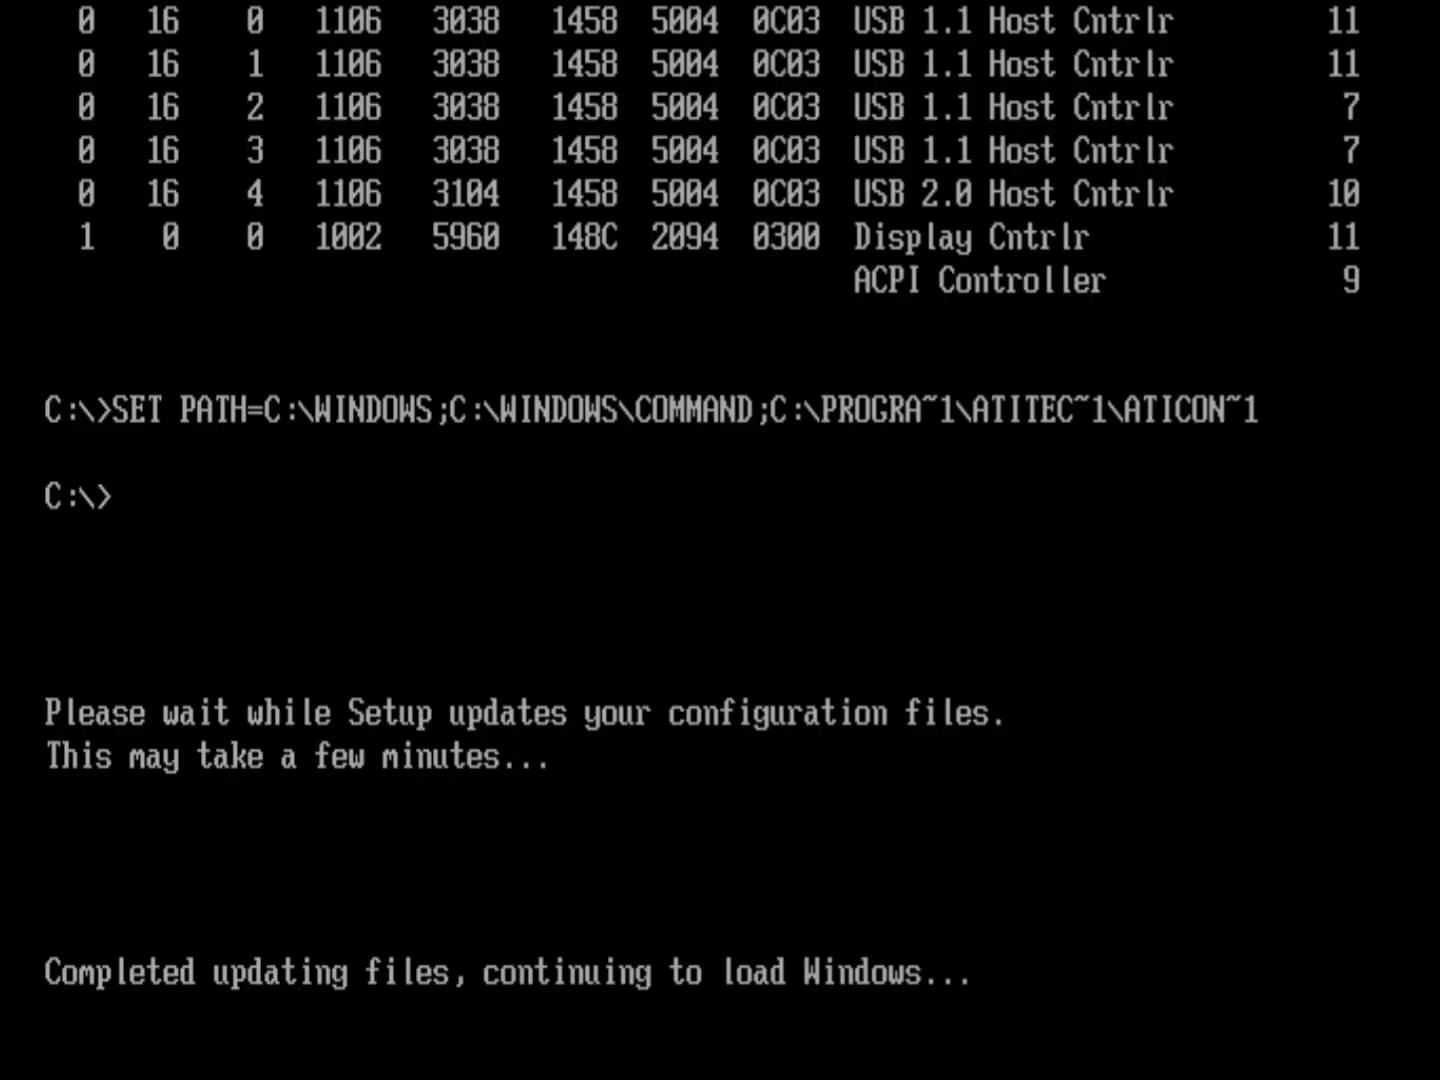 0 16 0 1106 3038 1458 5004 0C03 USB 1.1 Host Cntrlr 11
0 16 1 1106 3038 1458 5004 0C03 USB 1.1 Host Cntrlr 11
0 16 2 1106 3038 1458 5004 0C03 USB 1.1 Host Cntrlr 7
0 16 3 1106 3038 1458 5004 0C03 USB 1.1 Host Cntrlr 7
0 16 4 1106 3104 1458 5004 0C03 USB 2.0 Host Cntrlr 10
1 0 0 1002 5960 148C 2094 0300 Display Cntrlr 11
ACPI Controller 9
C:\>SET PATH=C:\WINDOWS;C:\WINDOWS\COMMAND;C:\PROGRA~1\ATITEC~1\ATICON~1
C:\>
Please wait while Setup updates your configuration files.
This may take a few minutes...
Completed updating files, continuing to load Windows...